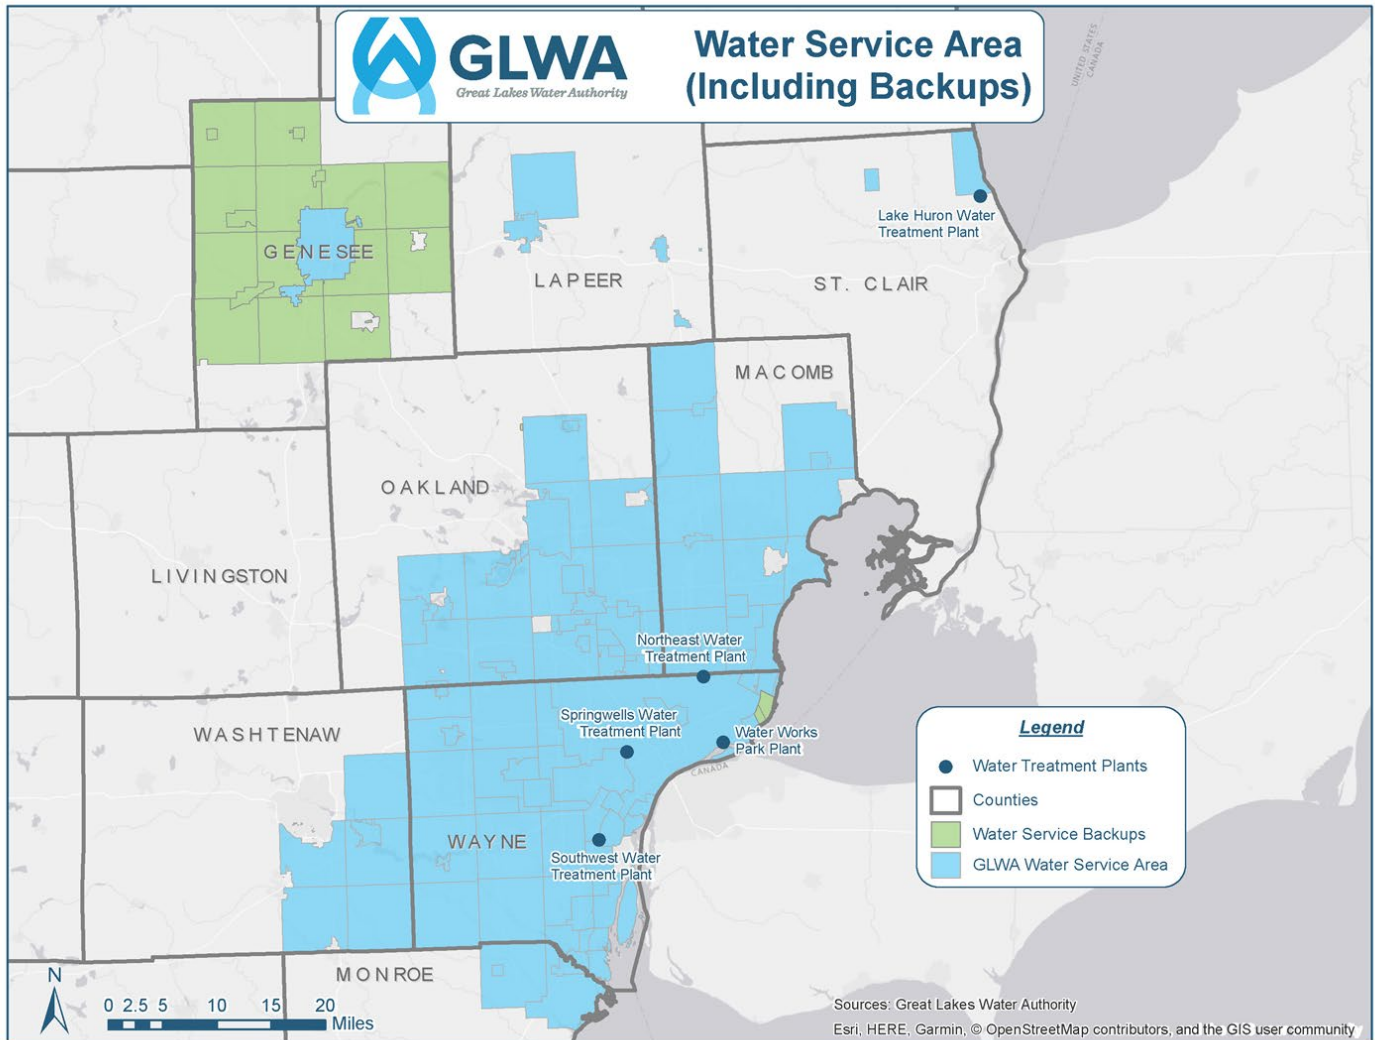 GLWA
Great Lakes Water Authority
Water Service Area
(Including Backups)
UNITED STATES
CANADA
Lake Huron Water
Treatment Plant
GENESEE
LAPEER
ST. CLAIR
MACOMB
OAKLAND
LIVINGSTON
Northeast Water
Treatment Plant
Springwells Water
Treatment Plant
Water Works
Park Plant
CANADA
WASHTENAW
WAYNE
Southwest Water
Treatment Plant
MONROE
Legend
Water Treatment Plants
Counties
Water Service Backups
GLWA Water Service Area
N
0 2.5 5 10 15 20
Miles
Sources: Great Lakes Water Authority
Esri, HERE, Garmin, © OpenStreetMap contributors, and the GIS user community